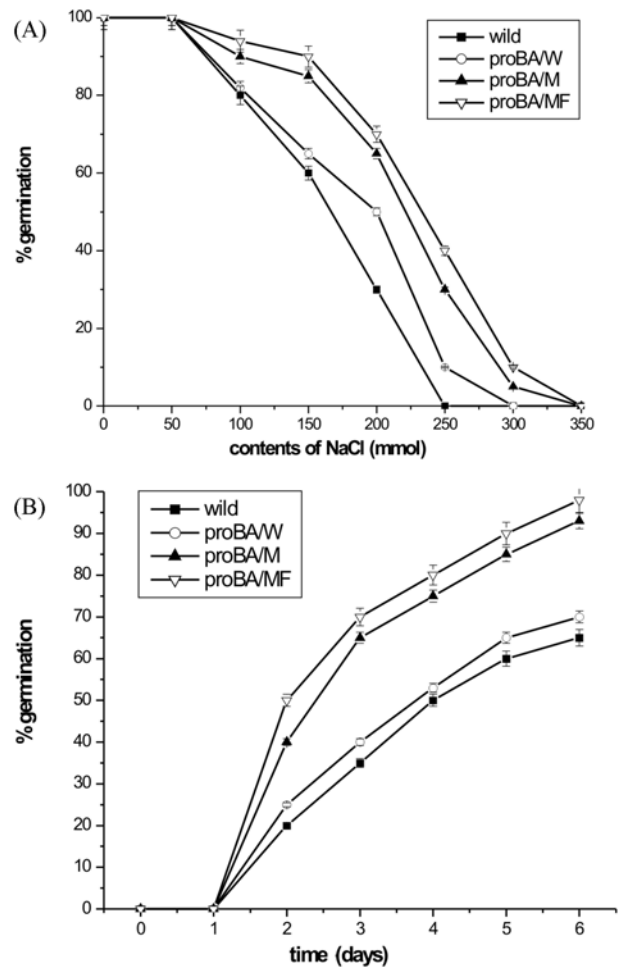 (A)
100
80
60
40
20
0
% germination
wild
proBA/W
proBA/M
proBA/MF
0 50 100 150 200 250 300 350
contents of NaCl (mmol)
(B)
100
90
80
70
60
50
40
30
20
10
0
% germination
wild
proBA/W
proBA/M
proBA/MF
0 1 2 3 4 5 6
time (days)